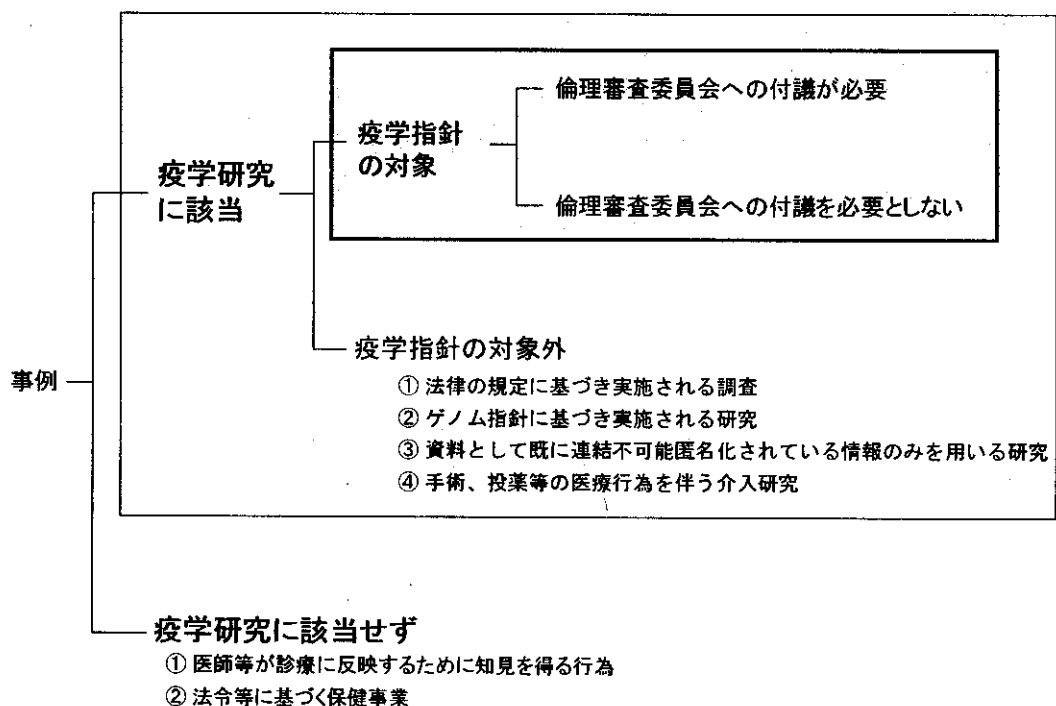 倫理審査委員会への付議が必要
疫学指針
の対象
疫学研究
に該当
倫理審査委員会への付議を必要としない
疫学指針の対象外
事例
① 法律の規定に基づき実施される調査
② ゲノム指針に基づき実施される研究
③ 資料として既に連結不可能匿名化されている情報のみを用いる研究
④ 手術、投薬等の医療行為を伴う介入研究
疫学研究に該当せず
① 医師等が診療に反映するために知見を得る行為
② 法令等に基づく保健事業